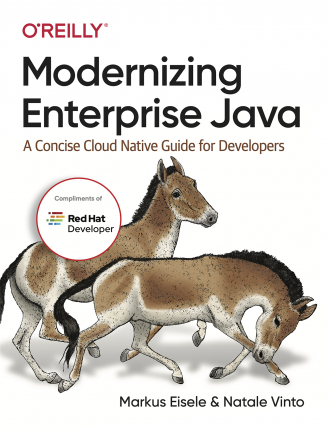 O'REILLY®
Modernizing
Enterprise Java
A Concise Cloud Native Guide for Developers
Compliments of
Red Hat
Developer
Markus Eisele & Natale Vinto